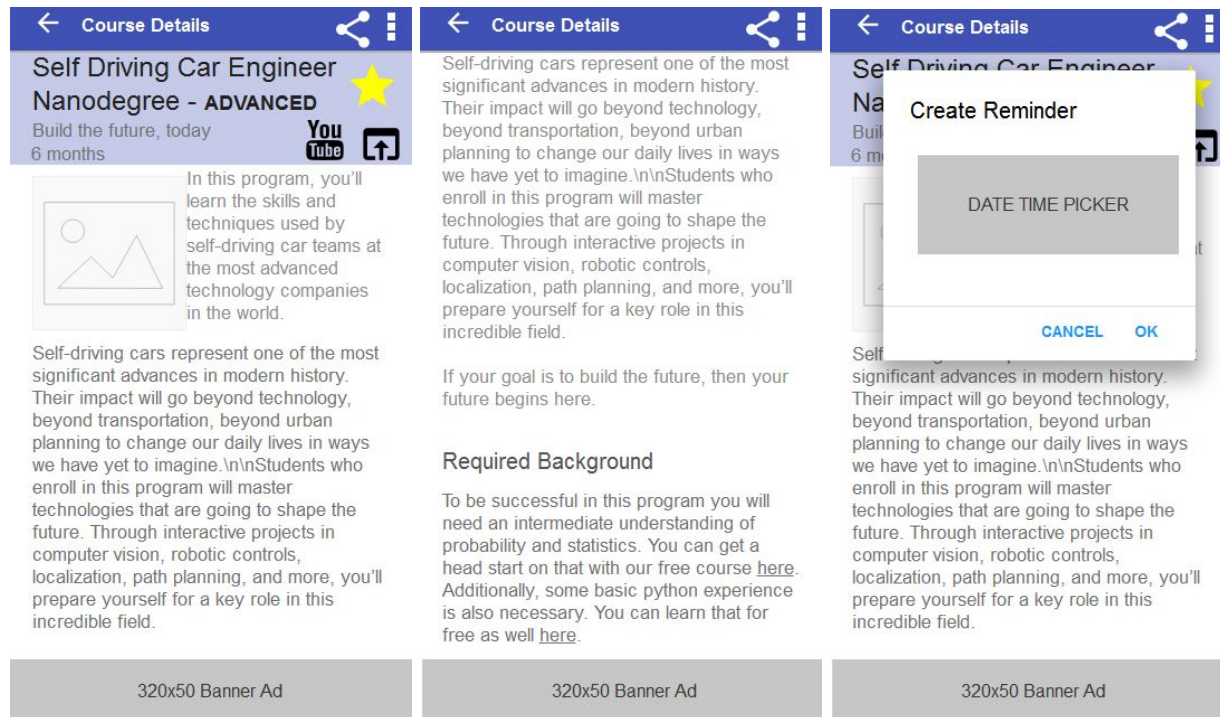 Course Details
Self Driving Car Engineer
Nanodegree - ADVANCED
Build the future, today
6 months
You
Tube
In this program, you'll
learn the skills and
techniques used by
self-driving car teams at
the most advanced
technology companies
in the world.
Self-driving cars represent one of the most
significant advances in modern history.
Their impact will go beyond technology,
beyond transportation, beyond urban
planning to change our daily lives in ways
we have yet to imagine.\n\nStudents who
enroll in this program will master
technologies that are going to shape the
future. Through interactive projects in
computer vision, robotic controls,
localization, path planning, and more, you'll
prepare yourself for a key role in this
incredible field.
320x50 Banner Ad
Course Details
Self-driving cars represent one of the most
significant advances in modern history.
Their impact will go beyond technology,
beyond transportation, beyond urban
planning to change our daily lives in ways
we have yet to imagine.\n\nStudents who
enroll in this program will master
technologies that are going to shape the
future. Through interactive projects in
computer vision, robotic controls,
localization, path planning, and more, you'll
prepare yourself for a key role in this
incredible field.
If your goal is to build the future, then your
future begins here.
Required Background
To be successful in this program you will
need an intermediate understanding of
probability and statistics. You can get a
head start on that with our free course here.
Additionally, some basic python experience
is also necessary. You can learn that for
free as well here.
320x50 Banner Ad
Course Details
Self Driving Car Engineer
Na
Buil
6 m
Create Reminder
DATE TIME PICKER
CANCEL OK
Self
significant advances in modern history.
Their impact will go beyond technology,
beyond transportation, beyond urban
planning to change our daily lives in ways
we have yet to imagine.\n\nStudents who
enroll in this program will master
technologies that are going to shape the
future. Through interactive projects in
computer vision, robotic controls,
localization, path planning, and more, you'll
prepare yourself for a key role in this
incredible field.
320x50 Banner Ad